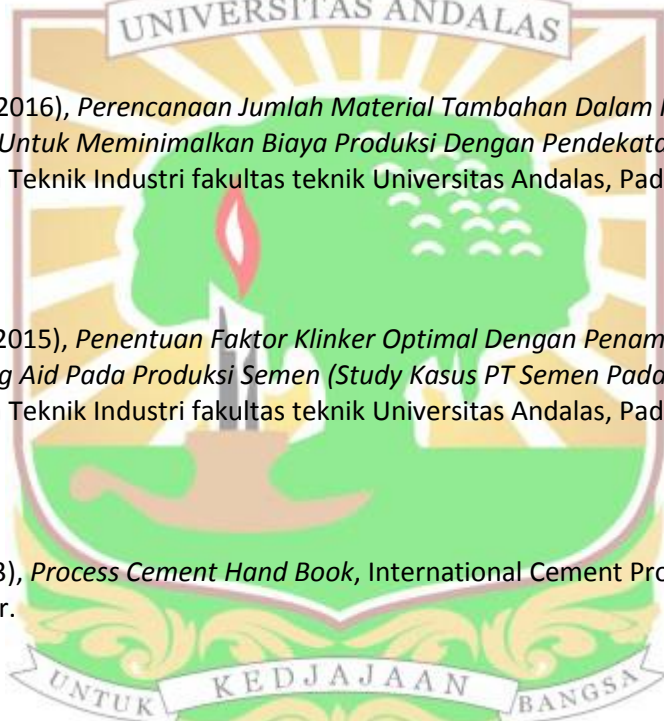 UNIVERSITAS ANDALAS
2016), Perencanaan Jumlah Material Tambahan Dalam
Untuk Meminimalkan Biaya Produksi Dengan Pendekata
Teknik Industri fakultas teknik Universitas Andalas, Pad
2015), Penentuan Faktor Klinker Optimal Dengan Penam
g Aid Pada Produksi Semen (Study Kasus PT Semen Pada
Teknik Industri fakultas teknik Universitas Andalas, Pad
), Process Cement Hand Book, International Cement Pro
r.
UNTUK KEDJAJAAN BANGSA